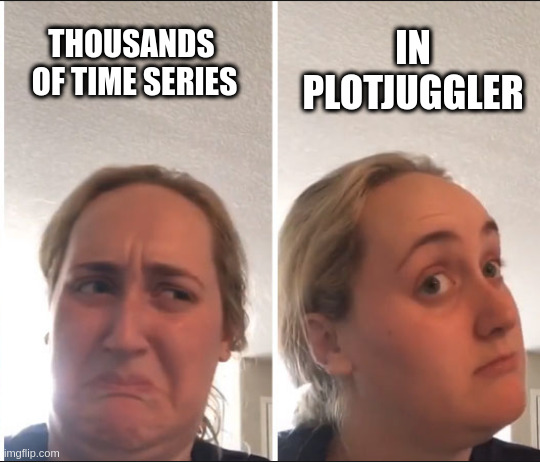 THOUSANDS
OF TIME SERIES
IN
PLOTJUGGLER
imgflip.com